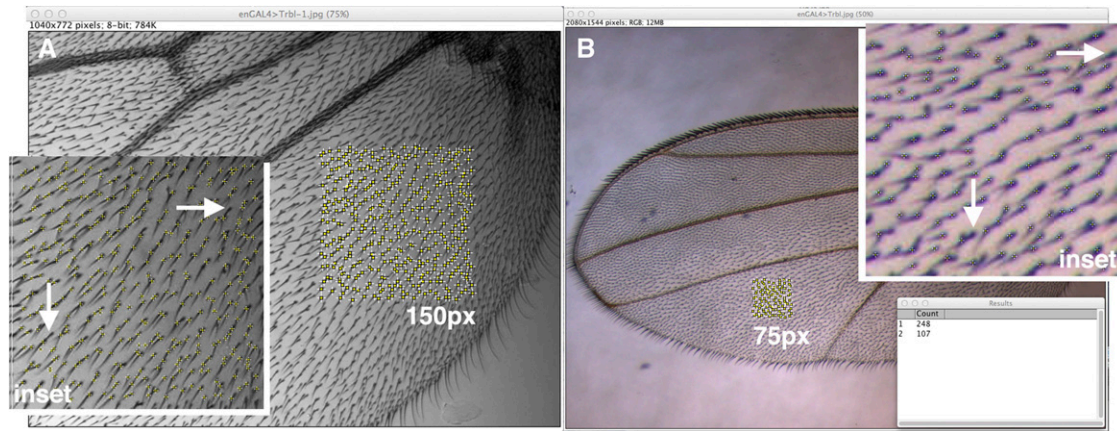 enGAL4>Trbl-1.jpg (75%)
1040x772 pixels; 8-bit; 784K
A
150px
inset
enGAL4>Trbl.jpg (50%)
2080x1544 pixels; RGB, 12MB
B
inset
75px
Results
Count
1 248
2 107